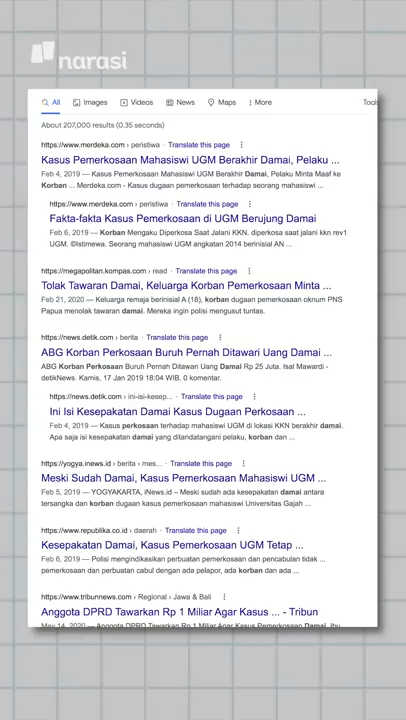 narasi
All Images Videos News Maps More Tools
About 207,000 results (0.35 seconds)
https://www.merdeka.com › peristiwa · Translate this page
Kasus Pemerkosaan Mahasiswi UGM Berakhir Damai, Pelaku ...
Feb 4, 2019 — Kasus Pemerkosaan Mahasiswi UGM Berakhir Damai, Pelaku Minta Maaf ke
Korban ... Merdeka.com - Kasus dugaan pemerkosaan terhadap seorang mahasiswi ...
https://www.merdeka.com › peristiwa · Translate this page
Fakta-fakta Kasus Pemerkosaan di UGM Berujung Damai
Feb 6, 2019 — Korban Mengaku Diperkosa Saat Jalani KKN. diperkosa saat jalani kkn rev1
UGM. ©Istimewa. Seorang mahasiswa UGM angkatan 2014 berinisial AN ...
https://megapolitan.kompas.com › read · Translate this page
Tolak Tawaran Damai, Keluarga Korban Pemerkosaan Minta ...
Feb 21, 2020 — Keluarga remaja berinisial A (18), korban dugaan pemerkosaan oknum PNS
Papua menolak tawaran damai. Mereka ingin polisi mengusut tuntas.
https://news.detik.com › berita · Translate this page
ABG Korban Perkosaan Buruh Pernah Ditawari Uang Damai ...
ABG Korban Perkosaan Buruh Pernah Ditawari Uang Damai Rp 25 Juta. Isal Mawardi -
detikNews. Kamis, 17 Jan 2019 18:04 WIB. 0 komentar.
https://news.detik.com › ini-isi-kesep... · Translate this page
Ini Isi Kesepakatan Damai Kasus Dugaan Perkosaan ...
Feb 4, 2019 — Kasus perkosaan terhadap mahasiswi UGM di lokasi KKN berakhir damai.
Apa saja isi kesepakatan damai yang ditandatangani pelaku, korban dan ...
https://yogya.inews.id › berita › mes... · Translate this page
Meski Sudah Damai, Kasus Pemerkosaan Mahasiswi UGM ...
Feb 5, 2019 — YOGYAKARTA, iNews.id – Meski sudah ada kesepakatan damai antara
tersangka dan korban dugaan kasus pemerkosaan mahasiswi Universitas Gajah ...
https://www.republika.co.id › daerah · Translate this page
Kesepakatan Damai, Kasus Pemerkosaan UGM Tetap ...
Feb 6, 2019 — Polisi mengindikasikan perbuatan pemerkosaan dan pencabulan tidak ...
pemerkosaan dan perbuatan cabul dengan ada pelapor, ada korban dan ada ...
https://www.tribunnews.com › Regional › Jawa & Bali
Anggota DPRD Tawarkan Rp 1 Miliar Agar Kasus ... - Tribun
May 14, 2020 — Anggota DPRD Tawarkan Rp 1 Miliar Agar Kasus Pemerkosaan Damai, Ibu